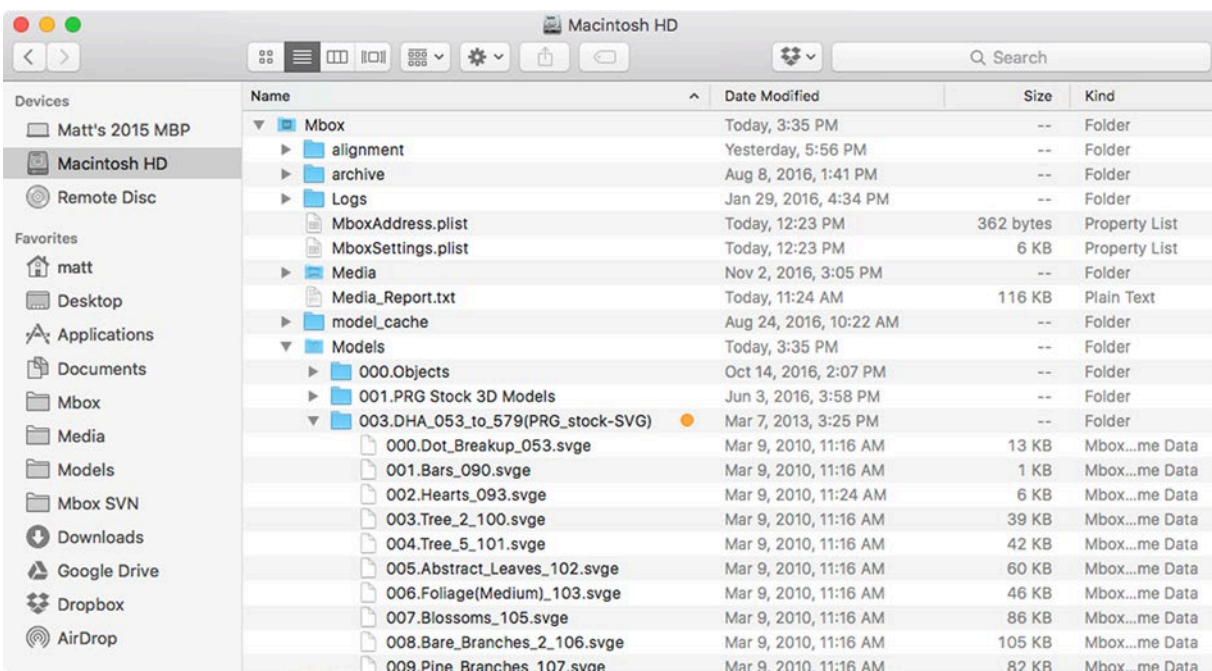 Macintosh HD
Search
Devices
Matt's 2015 MBP
Macintosh HD
Remote Disc
Favorites
matt
Desktop
Applications
Documents
Mbox
Media
Models
Mbox SVN
Downloads
Google Drive
Dropbox
AirDrop
Name Date Modified Size Kind
Mbox Today, 3:35 PM -- Folder
alignment Yesterday, 5:56 PM -- Folder
archive Aug 8, 2016, 1:41 PM -- Folder
Logs Jan 29, 2016, 4:34 PM -- Folder
MboxAddress.plist Today, 12:23 PM 362 bytes Property List
MboxSettings.plist Today, 12:23 PM 6 KB Property List
Media Nov 2, 2016, 3:05 PM -- Folder
Media_Report.txt Today, 11:24 AM 116 KB Plain Text
model_cache Aug 24, 2016, 10:22 AM -- Folder
Models Today, 3:35 PM -- Folder
000.Objects Oct 14, 2016, 2:07 PM -- Folder
001.PRG Stock 3D Models Jun 3, 2016, 3:58 PM -- Folder
003.DHA_053_to_579(PRG_stock-SVG) Mar 7, 2013, 3:25 PM -- Folder
000.Dot_Breakup_053.svge Mar 9, 2010, 11:16 AM 13 KB Mbox...me Data
001.Bars_090.svge Mar 9, 2010, 11:16 AM 1 KB Mbox...me Data
002.Hearts_093.svge Mar 9, 2010, 11:24 AM 6 KB Mbox...me Data
003.Tree_2_100.svge Mar 9, 2010, 11:16 AM 39 KB Mbox...me Data
004.Tree_5_101.svge Mar 9, 2010, 11:16 AM 42 KB Mbox...me Data
005.Abstract_Leaves_102.svge Mar 9, 2010, 11:16 AM 60 KB Mbox...me Data
006.Foliage(Medium)_103.svge Mar 9, 2010, 11:16 AM 46 KB Mbox...me Data
007.Blossoms_105.svge Mar 9, 2010, 11:16 AM 86 KB Mbox...me Data
008.Bare_Branches_2_106.svge Mar 9, 2010, 11:16 AM 105 KB Mbox...me Data
009.Pine_Branches_107.svge Mar 9, 2010, 11:16 AM 82 KB Mbox...me Data